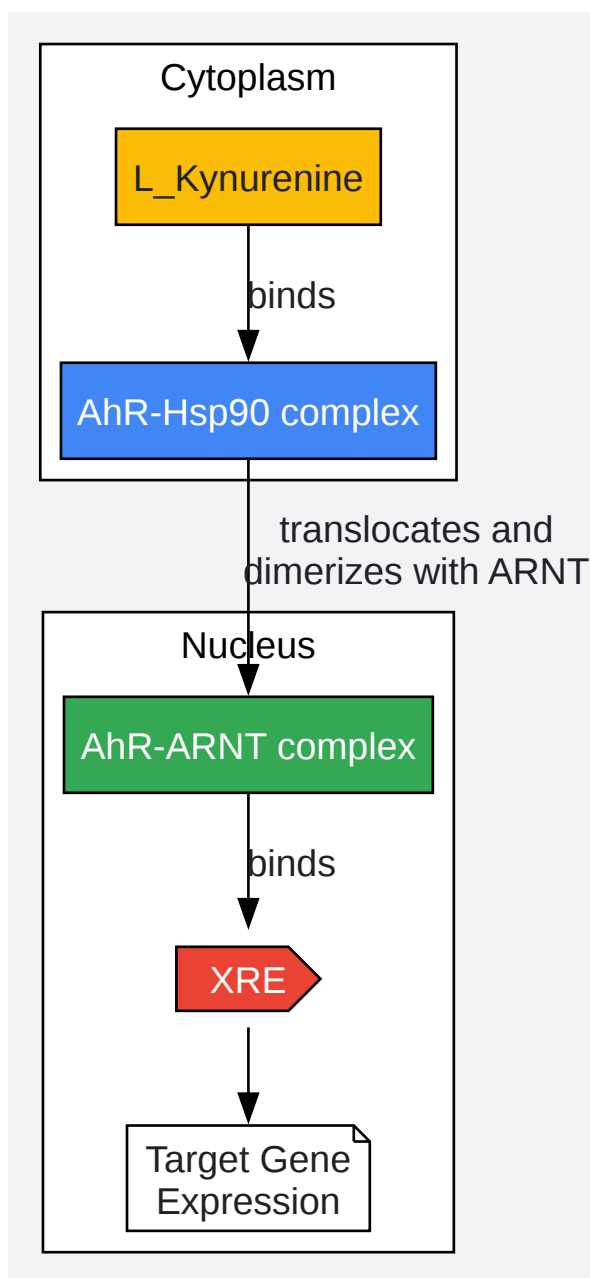 Cytoplasm
L_Kynurenine
binds
AhR-Hsp90 complex
translocates and
dimerizes with ARNT
Nucleus
AhR-ARNT complex
binds
XRE
Target Gene
Expression